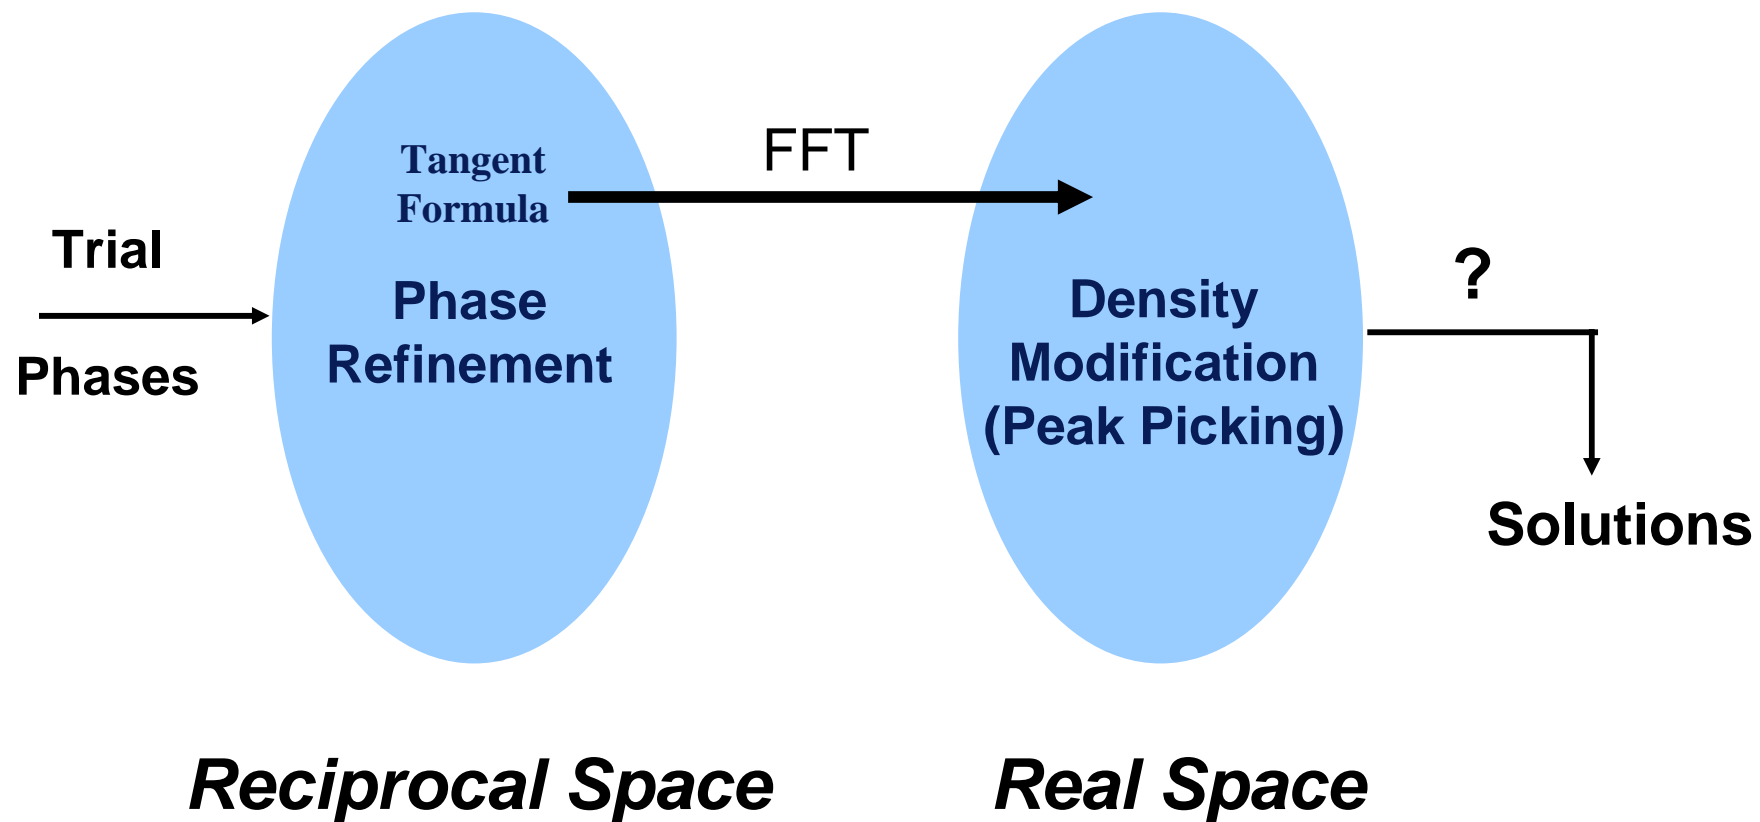 Trial
Phases
Tangent
Formula
Phase
Refinement
FFT
Density
Modification
(Peak Picking)
?
Solutions
Reciprocal Space
Real Space